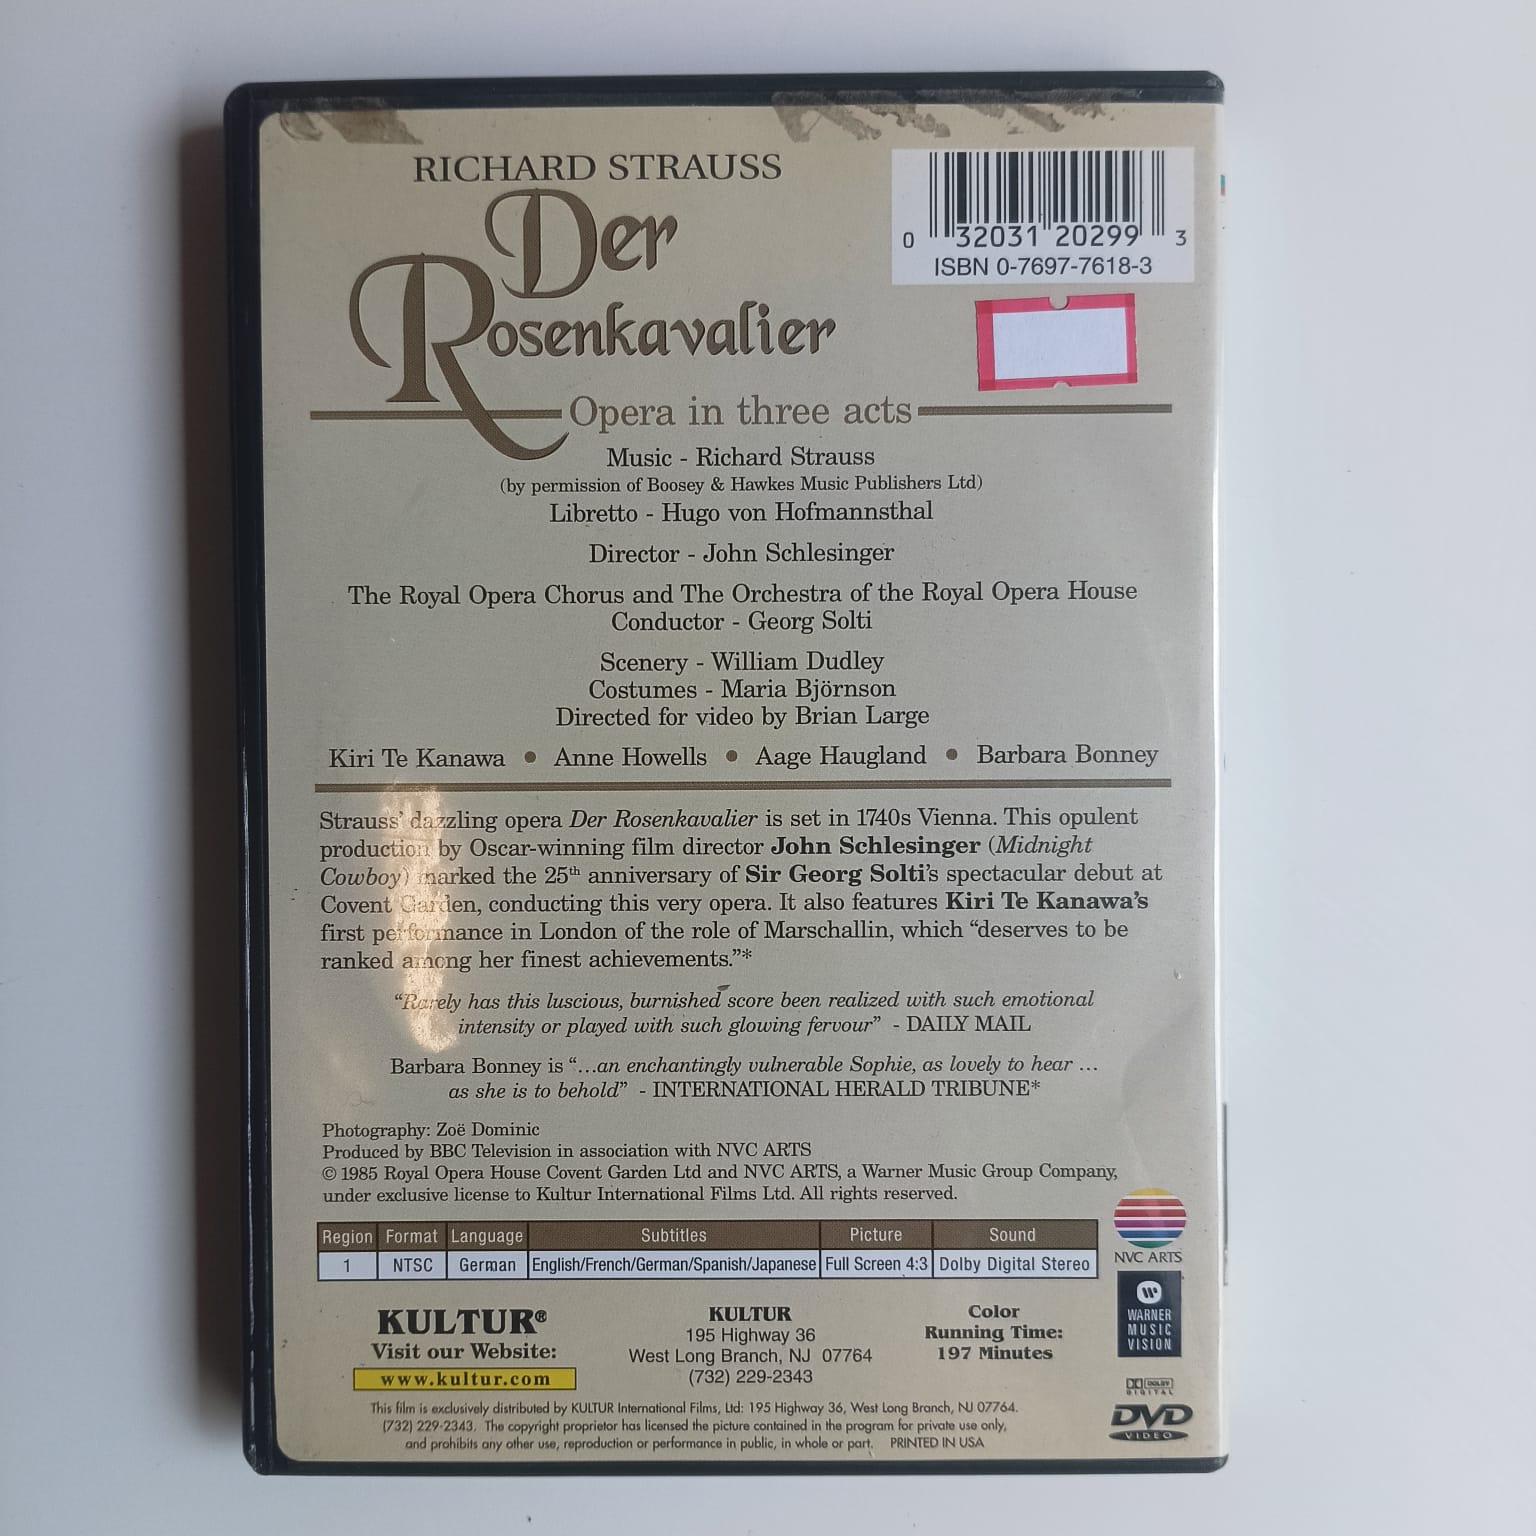 RICHARD STRAUSS
Der
Rosenkavalier
Opera in three acts
0 32031 20299 3
ISBN 0-7697-7618-3
Music - Richard Strauss
(by permission of Boosey & Hawkes Music Publishers Ltd)
Libretto - Hugo von Hofmannsthal
Director - John Schlesinger
The Royal Opera Chorus and The Orchestra of the Royal Opera House
Conductor - Georg Solti
Scenery - William Dudley
Costumes - Maria Björnson
Directed for video by Brian Large
Kiri Te Kanawa • Anne Howells • Aage Haugland • Barbara Bonney
Strauss' dazzling opera Der Rosenkavalier is set in 1740s Vienna. This opulent
production by Oscar-winning film director John Schlesinger (Midnight
Cowboy) marked the 25th anniversary of Sir Georg Solti's spectacular debut at
Covent Garden, conducting this very opera. It also features Kiri Te Kanawa's
first performance in London of the role of Marschallin, which "deserves to be
ranked among her finest achievements."*
"Rarely has this luscious, burnished score been realized with such emotional
intensity or played with such glowing fervour" - DAILY MAIL
Barbara Bonney is "...an enchantingly vulnerable Sophie, as lovely to hear ...
as she is to behold" - INTERNATIONAL HERALD TRIBUNE*
Photography: Zoë Dominic
Produced by BBC Television in association with NVC ARTS
© 1985 Royal Opera House Covent Garden Ltd and NVC ARTS, a Warner Music Group Company,
under exclusive license to Kultur International Films Ltd. All rights reserved.
Region Format Language Subtitles Picture Sound
1 NTSC German English/French/German/Spanish/Japanese Full Screen 4:3 Dolby Digital Stereo
NVC ARTS
WARNER
MUSIC
VISION
KULTUR®
Visit our Website:
www.kultur.com
KULTUR
195 Highway 36
West Long Branch, NJ 07764
(732) 229-2343
Color
Running Time:
197 Minutes
DOLBY
DIGITAL
DVD
VIDEO
This film is exclusively distributed by KULTUR International Films, Ltd: 195 Highway 36, West Long Branch, NJ 07764.
(732) 229-2343. The copyright proprietor has licensed the picture contained in the program for private use only,
and prohibits any other use, reproduction or performance in public, in whole or part. PRINTED IN USA